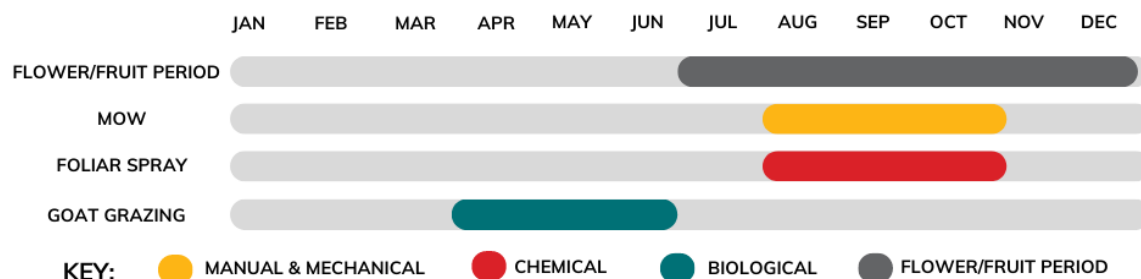 JAN FEB MAR APR MAY JUN JUL AUG SEP OCT NOV DEC
FLOWER/FRUIT PERIOD
MOW
FOLIAR SPRAY
GOAT GRAZING
KEY: MANUAL & MECHANICAL CHEMICAL BIOLOGICAL FLOWER/FRUIT PERIOD